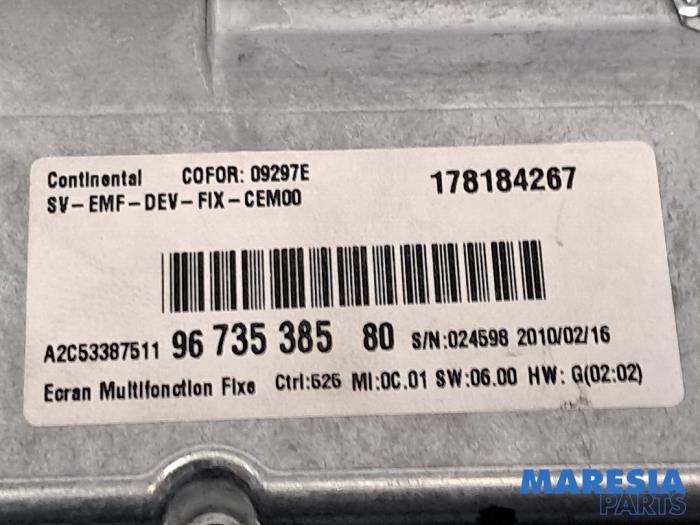 Continental COFOR: 09297E 178184267
SV-EMF-DEV-FIX-CEM00
A2C53387511 96 735 385 80 S/N:024598 2010/02/16
Ecran Multifonction Fixe Ctrl:525 MI:0C.01 SW:06.00 HW: G(02:02)
MARESIA
PARTS